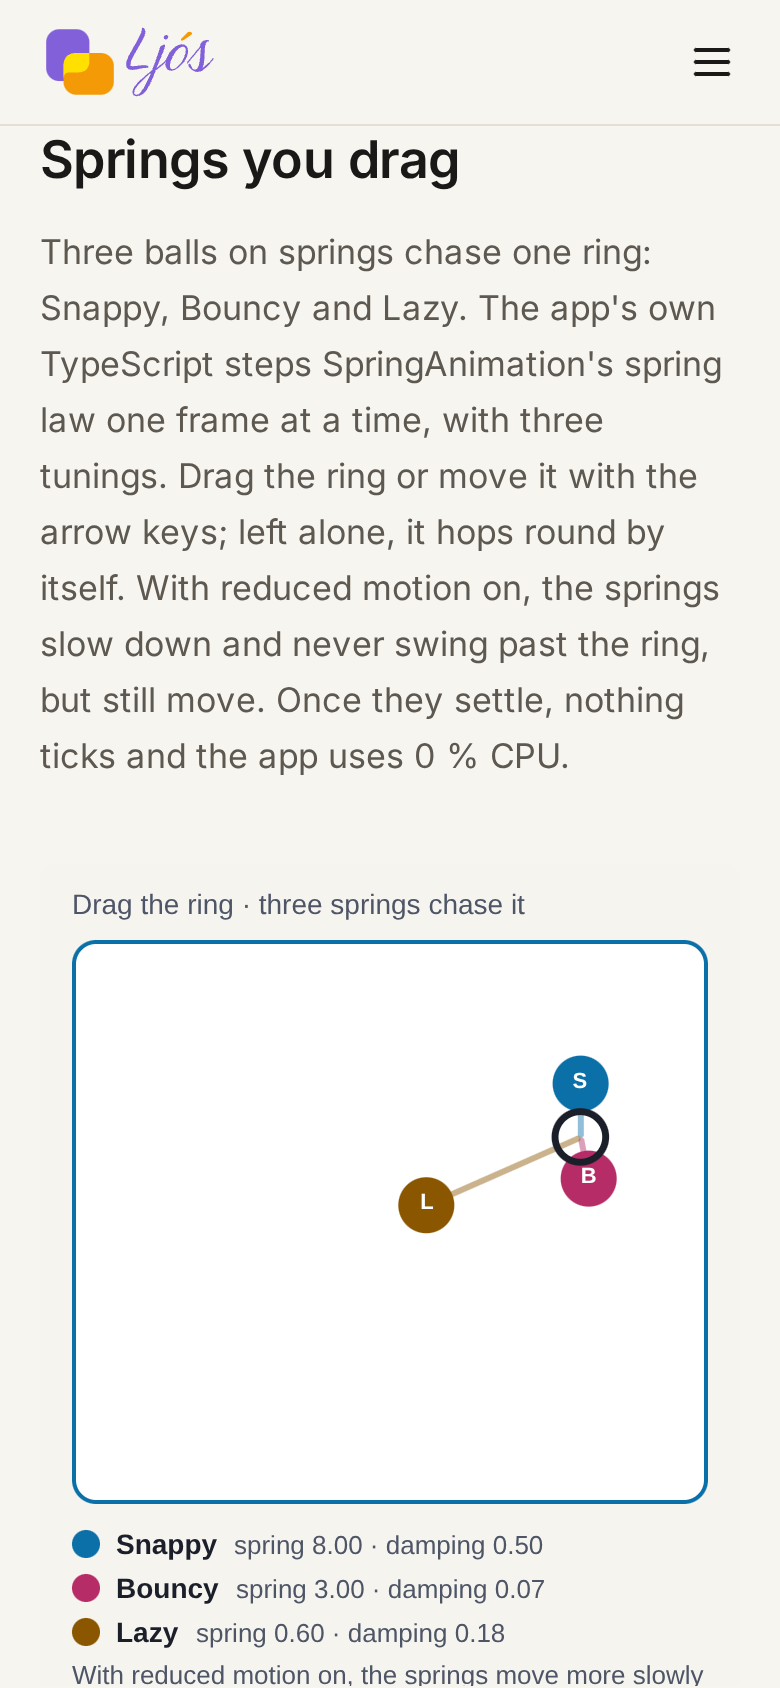 Ljós
Springs you drag
Three balls on springs chase one ring:
Snappy, Bouncy and Lazy. The app's own
TypeScript steps SpringAnimation's spring
law one frame at a time, with three
tunings. Drag the ring or move it with the
arrow keys; left alone, it hops round by
itself. With reduced motion on, the springs
slow down and never swing past the ring,
but still move. Once they settle, nothing
ticks and the app uses 0 % CPU.
Drag the ring · three springs chase it
S
B
L
Snappy spring 8.00 · damping 0.50
Bouncy spring 3.00 · damping 0.07
Lazy spring 0.60 · damping 0.18
With reduced motion on, the springs move more slowly